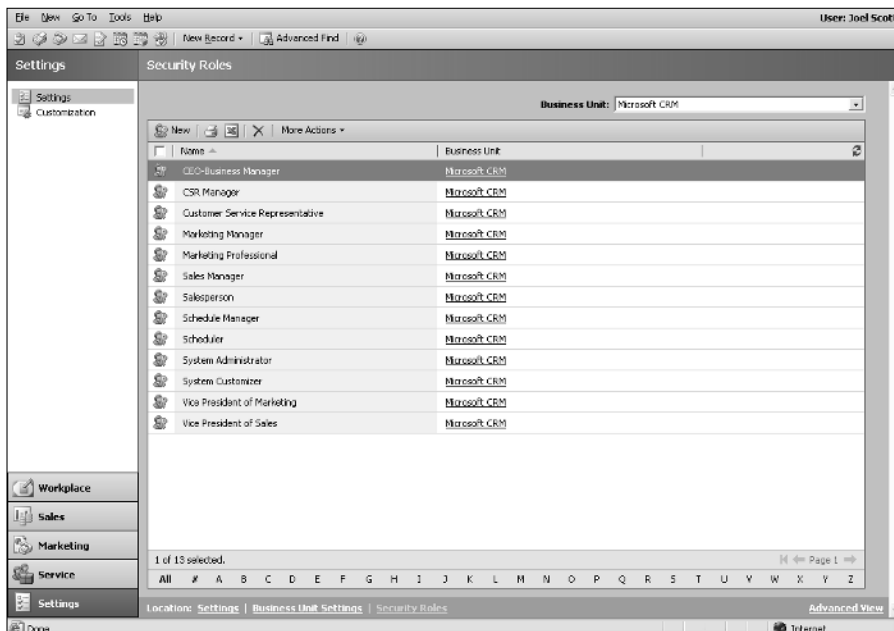 File New Go To Tools Help User: Joel Scott
New Record Advanced Find
Settings Security Roles
Settings
Customization
Business Unit: Microsoft CRM
New More Actions
Name Business Unit
CEO-Business Manager Microsoft CRM
CSR Manager Microsoft CRM
Customer Service Representative Microsoft CRM
Marketing Manager Microsoft CRM
Marketing Professional Microsoft CRM
Sales Manager Microsoft CRM
Salesperson Microsoft CRM
Schedule Manager Microsoft CRM
Scheduler Microsoft CRM
System Administrator Microsoft CRM
System Customizer Microsoft CRM
Vice President of Marketing Microsoft CRM
Vice President of Sales Microsoft CRM
Workplace
Sales
Marketing
Service
Settings
1 of 13 selected. Page 1
All # A B C D E F G H I J K L M N O P Q R S T U V W X Y Z
Location: Settings | Business Unit Settings | Security Roles Advanced View
Done Internet